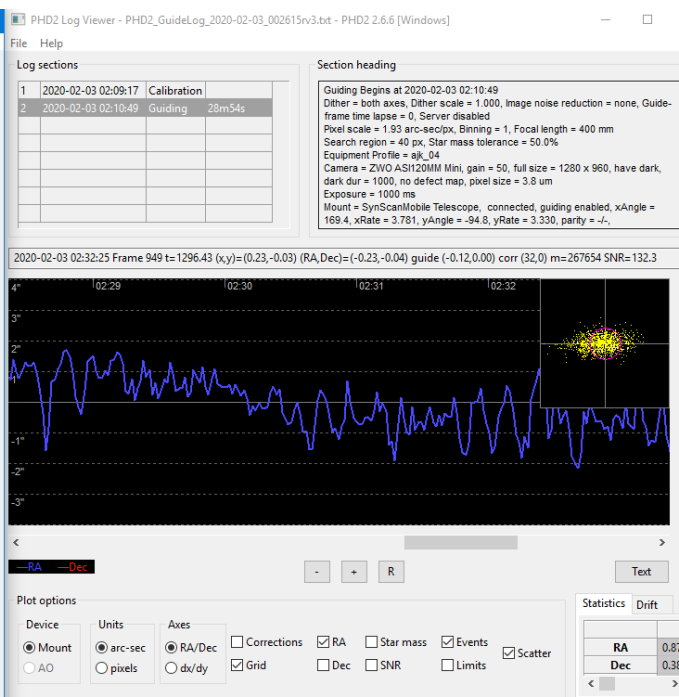 PHD2 Log Viewer - PHD2_GuideLog_2020-02-03_002615rv3.txt - PHD2 2.6.6 [Windows]
File Help
Log sections
1 2020-02-03 02:09:17 Calibration
2 2020-02-03 02:10:49 Guiding 28m54s
Section heading
Guiding Begins at 2020-02-03 02:10:49
Dither = both axes, Dither scale = 1.000, Image noise reduction = none, Guide-
frame time lapse = 0, Server disabled
Pixel scale = 1.93 arc-sec/px, Binning = 1, Focal length = 400 mm
Search region = 40 px, Star mass tolerance = 50.0%
Equipment Profile = ajk_04
Camera = ZWO ASI120MM Mini, gain = 50, full size = 1280 x 960, have dark,
dark dur = 1000, no defect map, pixel size = 3.8 um
Exposure = 1000 ms
Mount = SynScanMobile Telescope, connected, guiding enabled, xAngle =
169.4, xRate = 3.781, yAngle = -94.8, yRate = 3.330, parity = -/-,
2020-02-03 02:32:25 Frame 949 t=1296.43 (x,y)=(0.23,-0.03) (RA,Dec)=(-0.23,-0.04) guide (-0.12,0.00) corr (32,0) m=267654 SNR=132.3
4" 02:29 02:30 02:31 02:32
3"
2"
1"
-1"
-2"
-3"
RA Dec
- + R Text
Plot options
Device Units Axes
Mount arc-sec RA/Dec Corrections RA Star mass Events Scatter
AO pixels dx/dy Grid Dec SNR Limits
Statistics Drift
RA 0.87
Dec 0.38